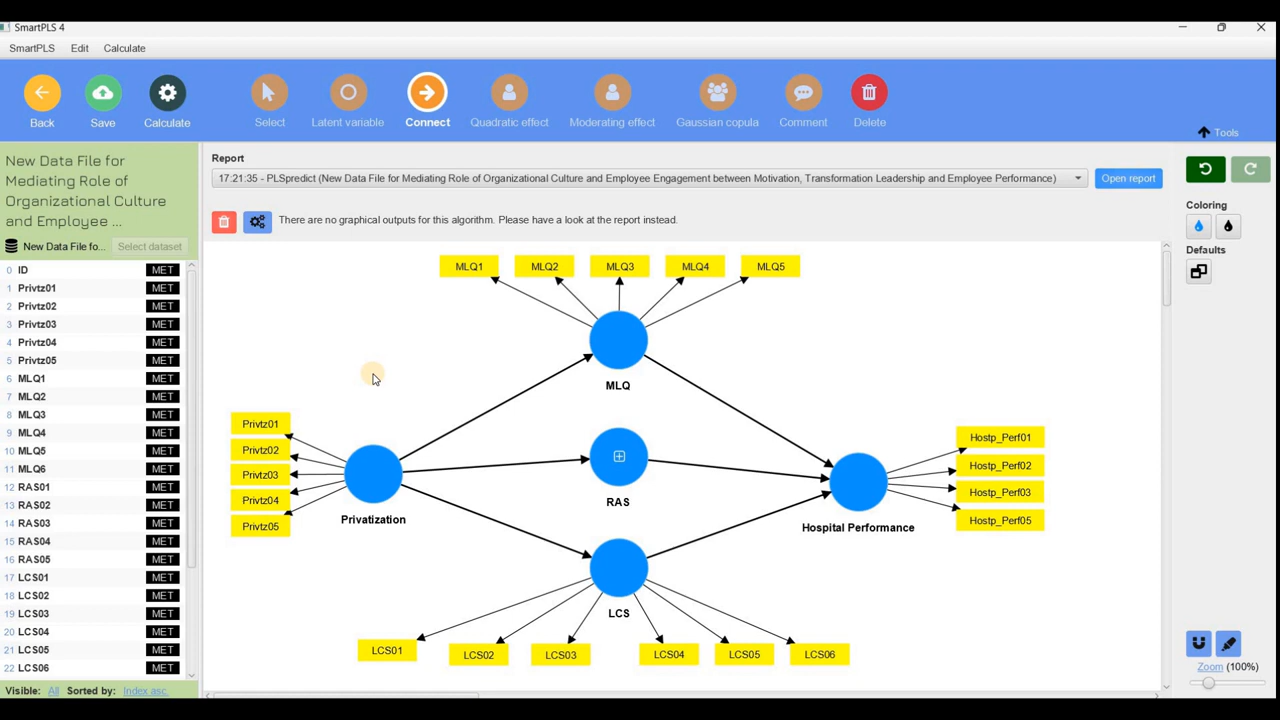 SmartPLS 4
SmartPLS Edit Calculate
Back Save Calculate Select Latent variable Connect Quadratic effect Moderating effect Gaussian copula Comment Delete
Tools
New Data File for
Mediating Role of
Organizational Culture
and Employee ...
New Data File fo... Select dataset
0 ID MET
1 Privtz01 MET
2 Privtz02 MET
3 Privtz03 MET
4 Privtz04 MET
5 Privtz05 MET
6 MLQ1 MET
7 MLQ2 MET
8 MLQ3 MET
9 MLQ4 MET
10 MLQ5 MET
11 MLQ6 MET
12 RAS01 MET
13 RAS02 MET
14 RAS03 MET
15 RAS04 MET
16 RAS05 MET
17 LCS01 MET
18 LCS02 MET
19 LCS03 MET
20 LCS04 MET
21 LCS05 MET
22 LCS06 MET
Visible: All Sorted by: Index asc.
Report
17:21:35 - PLSpredict (New Data File for Mediating Role of Organizational Culture and Employee Engagement between Motivation, Transformation Leadership and Employee Performance) Open report
There are no graphical outputs for this algorithm. Please have a look at the report instead.
MLQ1 MLQ2 MLQ3 MLQ4 MLQ5
MLQ
Privtz01
Privtz02
Privtz03
Privtz04
Privtz05
Privatization
RAS
Hostp_Perf01
Hostp_Perf02
Hostp_Perf03
Hostp_Perf05
Hospital Performance
LCS
LCS01 LCS02 LCS03 LCS04 LCS05 LCS06
Coloring
Defaults
Zoom (100%)